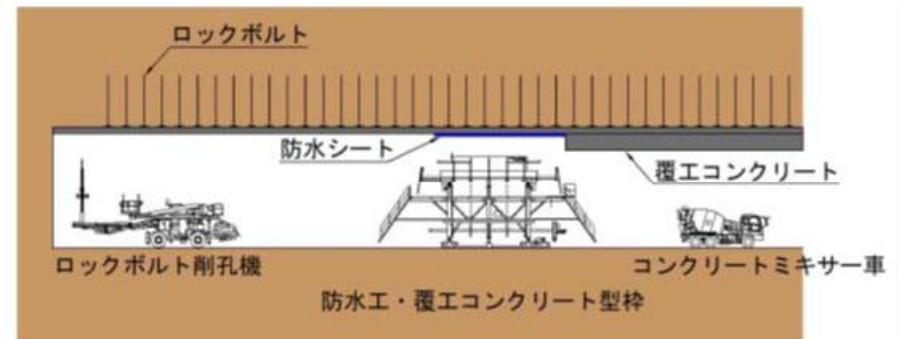 ロックボルト
防水シート
覆工コンクリート
ロックボルト削孔機
コンクリートミキサー車
防水工・覆工コンクリート型枠